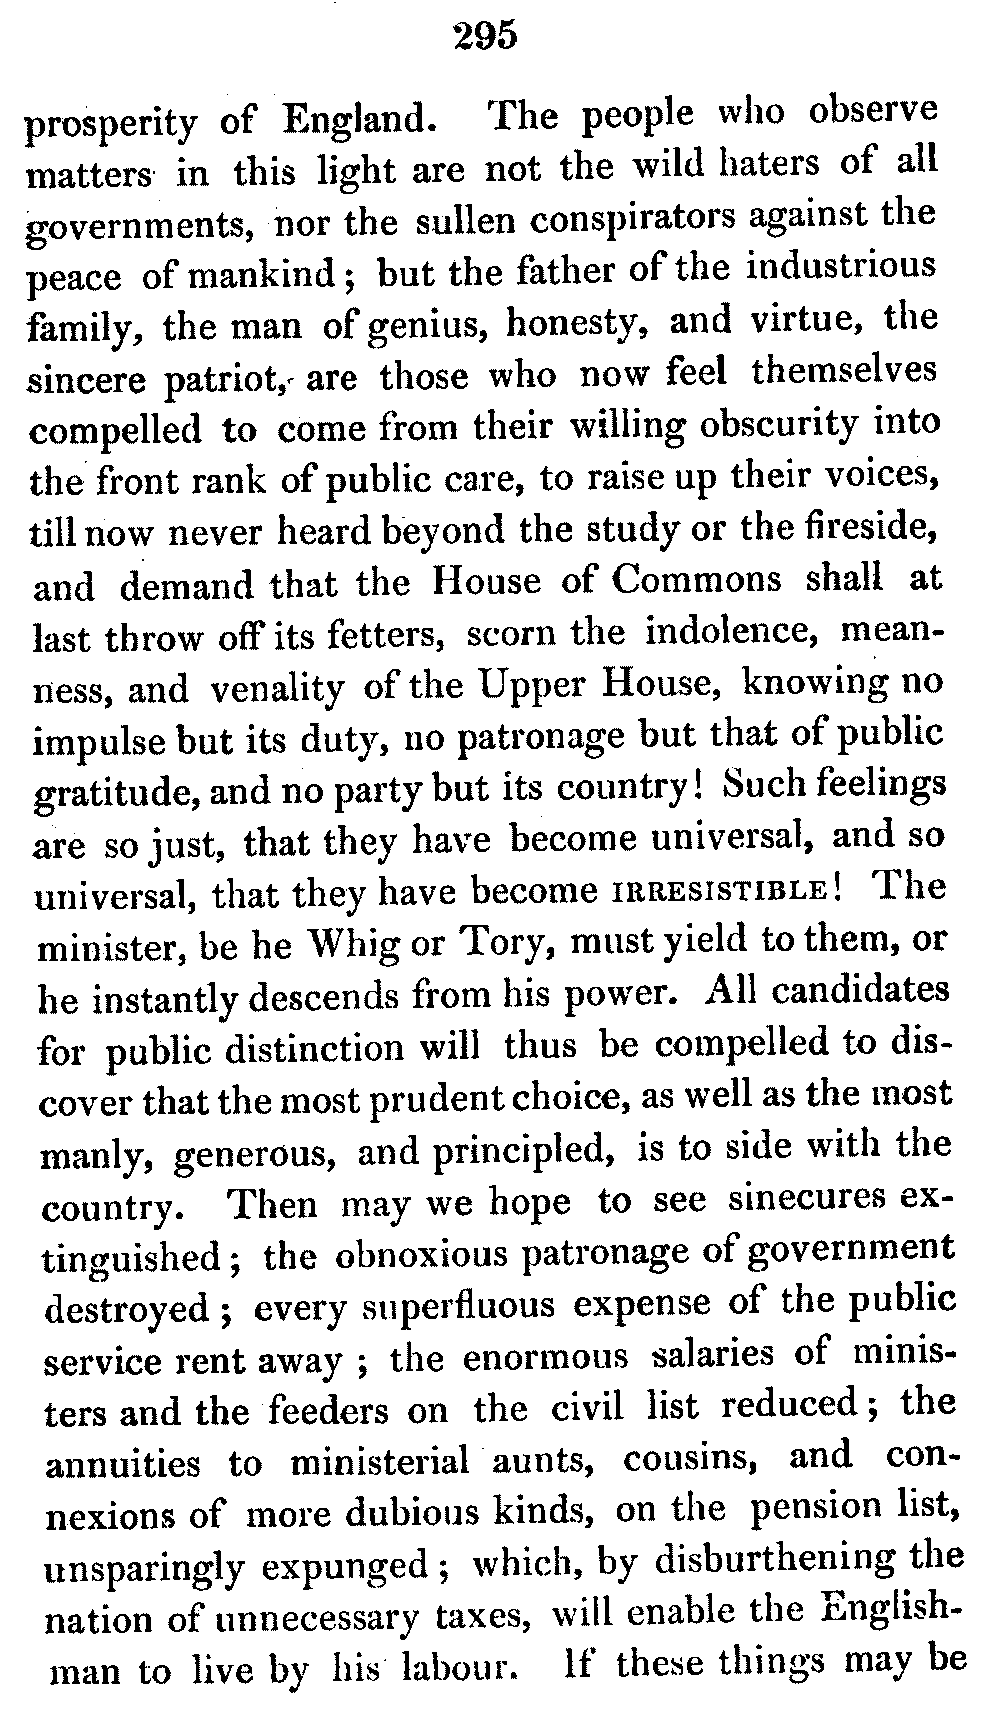 295
prosperity of England. The people who observe
matters in this light are not the wild haters of all
governments, nor the sullen conspirators against the
peace of mankind; but the father of the industrious
family, the man of genius, honesty, and virtue, the
sincere patriot, are those who now feel themselves
compelled to come from their willing obscurity into
the front rank of public care, to raise up their voices,
till now never heard beyond the study or the fireside,
and demand that the House of Commons shall at
last throw off its fetters, scorn the indolence, mean-
ness, and venality of the Upper House, knowing no
impulse but its duty, no patronage but that of public
gratitude, and no party but its country! Such feelings
are so just, that they have become universal, and so
universal, that they have become IRRESISTIBLE! The
minister, be he Whig or Tory, must yield to them, or
he instantly descends from his power. All candidates
for public distinction will thus be compelled to dis-
cover that the most prudent choice, as well as the most
manly, generous, and principled, is to side with the
country. Then may we hope to see sinecures ex-
tinguished; the obnoxious patronage of government
destroyed; every superfluous expense of the public
service rent away; the enormous salaries of minis-
ters and the feeders on the civil list reduced; the
annuities to ministerial aunts, cousins, and con-
nexions of more dubious kinds, on the pension list,
unsparingly expunged; which, by disburthening the
nation of unnecessary taxes, will enable the English-
man to live by his labour. If these things may be